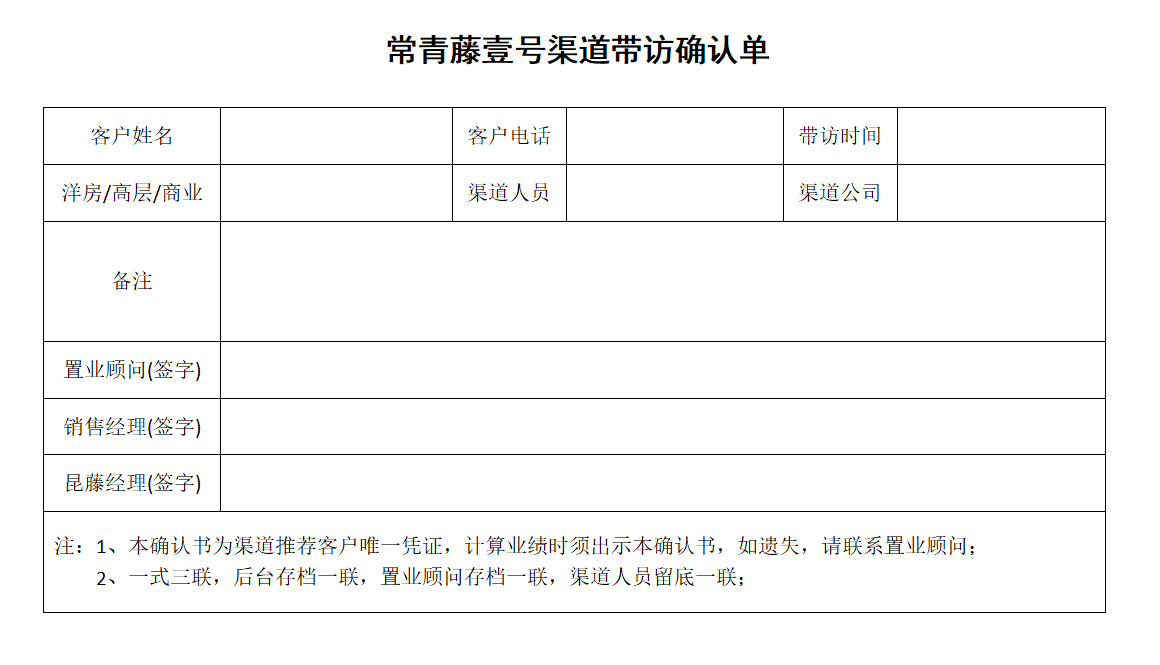 常青藤壹号渠道带访确认单
客户姓名 客户电话 带访时间
洋房/高层/商业 渠道人员 渠道公司
备注
置业顾问(签字)
销售经理(签字)
昆藤经理(签字)
注：1、本确认书为渠道推荐客户唯一凭证，计算业绩时须出示本确认书，如遗失，请联系置业顾问；
2、一式三联，后台存档一联，置业顾问存档一联，渠道人员留底一联；